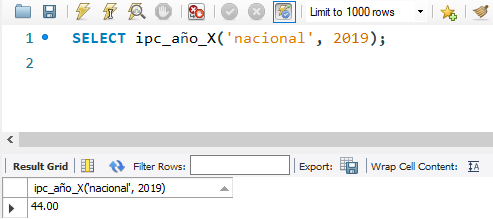 Limit to 1000 rows
1 SELECT ipc_año_X('nacional', 2019);
2
Result Grid Filter Rows: Export: Wrap Cell Content: IA
ipc_año_X('nacional', 2019)
44.00